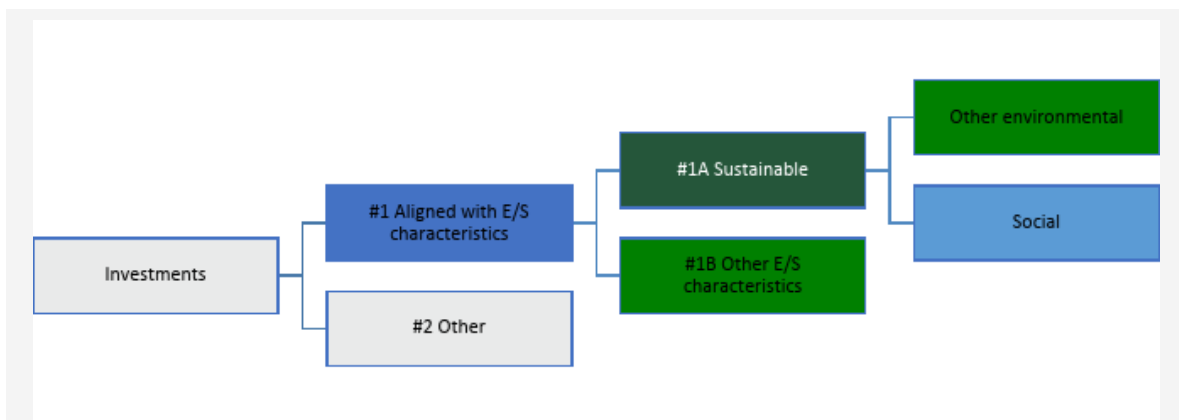 Investments
#1 Aligned with E/S
characteristics
#2 Other
#1A Sustainable
#1B Other E/S
characteristics
Other environmental
Social